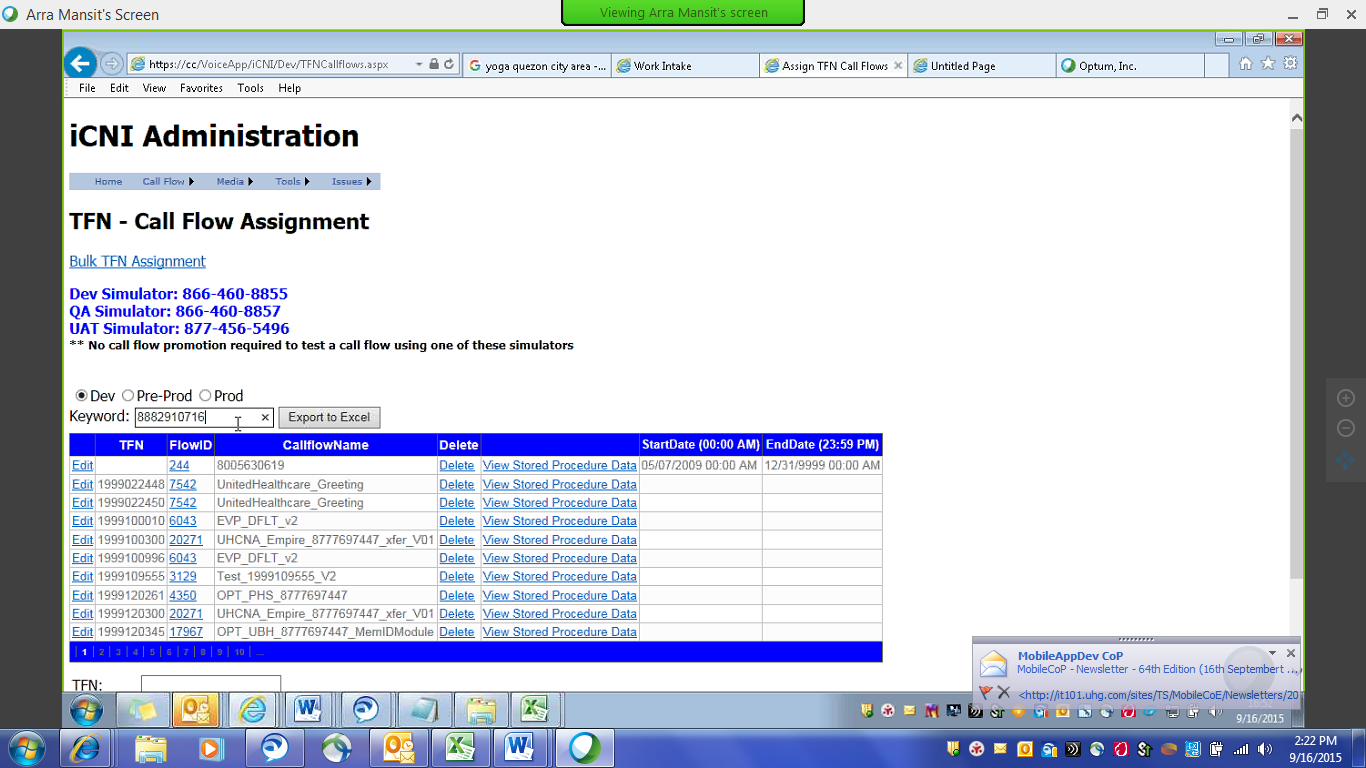 Arra Mansit's Screen
Viewing Arra Mansit's screen
https://cc/VoiceApp/iCNI/Dev/TFNCallflows.aspx
yoga quezon city area -...
Work Intake
Assign TFN Call Flows
Untitled Page
Optum, Inc.
File Edit View Favorites Tools Help
iCNI Administration
Home Call Flow Media Tools Issues
TFN - Call Flow Assignment
Bulk TFN Assignment
Dev Simulator: 866-460-8855
QA Simulator: 866-460-8857
UAT Simulator: 877-456-5496
** No call flow promotion required to test a call flow using one of these simulators
Dev Pre-Prod Prod
Keyword: 8882910716 Export to Excel
TFN FlowID CallflowName Delete StartDate (00:00 AM) EndDate (23:59 PM)
Edit 244 8005630619 Delete View Stored Procedure Data 05/07/2009 00:00 AM 12/31/9999 00:00 AM
Edit 1999022448 7542 UnitedHealthcare_Greeting Delete View Stored Procedure Data
Edit 1999022450 7542 UnitedHealthcare_Greeting Delete View Stored Procedure Data
Edit 1999100010 6043 EVP_DFLT_v2 Delete View Stored Procedure Data
Edit 1999100300 20271 UHCNA_Empire_8777697447_xfer_V01 Delete View Stored Procedure Data
Edit 1999100996 6043 EVP_DFLT_v2 Delete View Stored Procedure Data
Edit 1999109555 3129 Test_1999109555_V2 Delete View Stored Procedure Data
Edit 1999120261 4350 OPT_PHS_8777697447 Delete View Stored Procedure Data
Edit 1999120300 20271 UHCNA_Empire_8777697447_xfer_V01 Delete View Stored Procedure Data
Edit 1999120345 17967 OPT_UBH_8777697447_MemIDModule Delete View Stored Procedure Data
1 2 3 4 5 6 7 8 9 10 ...
TFN:
MobileAppDev CoP
MobileCoP - Newsletter - 64th Edition (16th Septembert ...
<http://it101.uhg.com/sites/TS/MobileCoE/Newsletters/20
9/16/2015
2:22 PM
9/16/2015